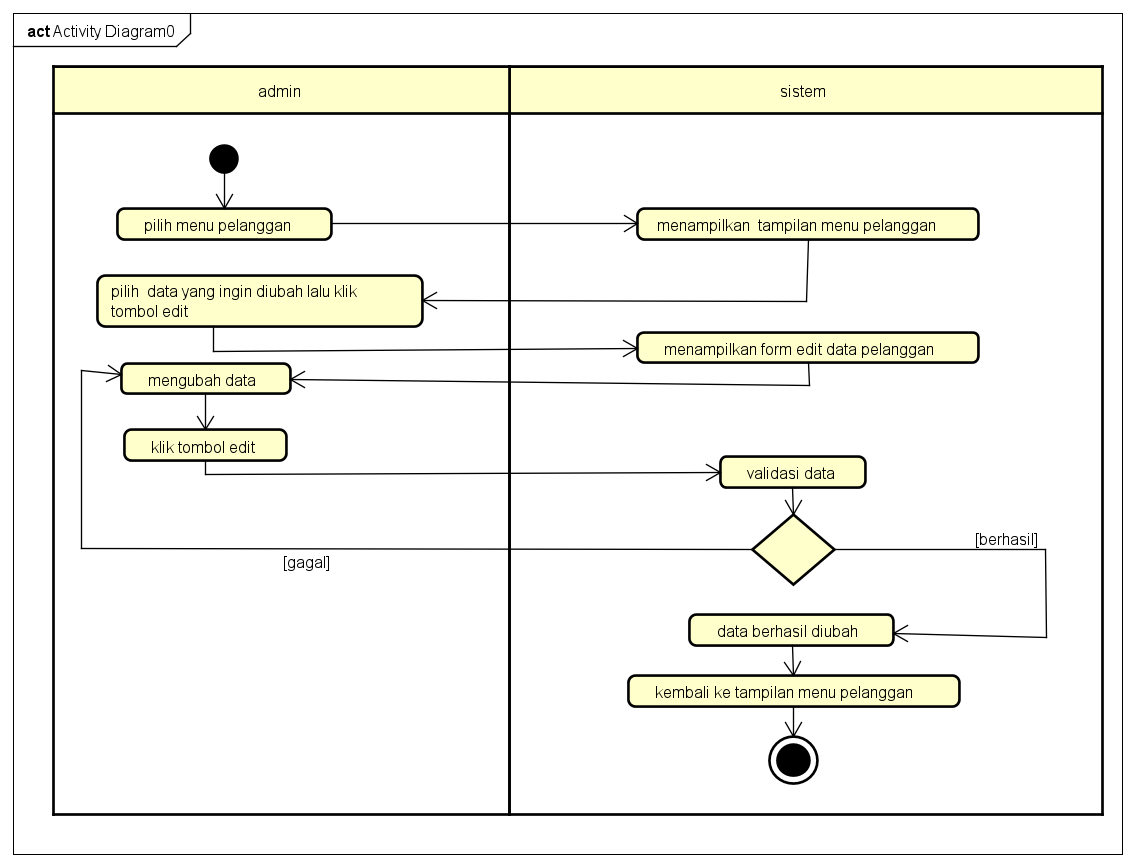 act Activity Diagram0
admin
sistem
pilih menu pelanggan
menampilkan tampilan menu pelanggan
pilih data yang ingin diubah lalu klik
tombol edit
menampilkan form edit data pelanggan
mengubah data
klik tombol edit
validasi data
[berhasil]
[gagal]
data berhasil diubah
kembali ke tampilan menu pelanggan